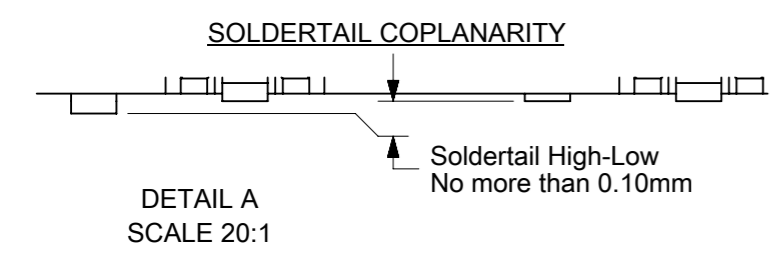 SOLDERTAIL COPLANARITY
Soldertail High-Low
No more than 0.10mm
DETAIL A
SCALE 20:1